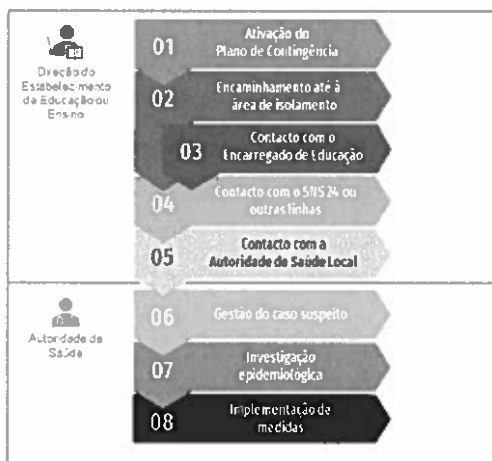 Direção do
Estabelecimento
de Educação ou
Ensino
01
Ativação do
Plano de Contingência
02
Encaminhamento até à
área de isolamento
03
Contacto com o
Encarregado de Educação
04
Contacto com o SNS 24 ou
outras linhas
05
Contacto com a
Autoridade de Saúde Local
Autoridade de
Saúde
06
Gestão do caso suspeito
07
Investigação
epidemiológica
08
Implementação de
medidas